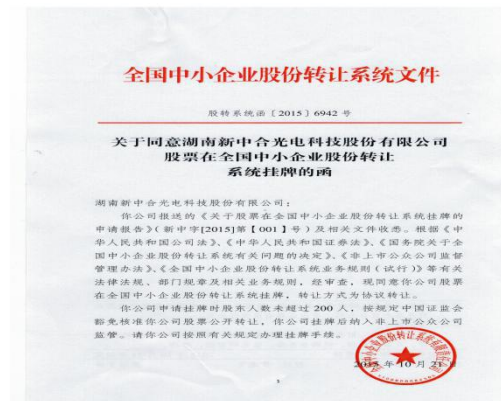 全国中小企业股份转让系统文件
股转系统函〔2015〕6942 号
关于同意湖南新中合光电科技股份有限公司
股票在全国中小企业股份转让
系统挂牌的函
湖南新中合光电科技股份有限公司：
你公司报送的《关于股票在全国中小企业股份转让系统挂牌的
申请报告》（新中字[2015]第【001】号）及相关文件收悉。根据《中
华人民共和国公司法》、《中华人民共和国证券法》、《国务院关于全
国中小企业股份转让系统有关问题的决定》、《非上市公众公司监督
管理办法》、《全国中小企业股份转让系统业务规则（试行）》等有关
法律法规、部门规章及相关业务规则，经审查，现同意你公司股票
在全国中小企业股份转让系统挂牌，转让方式为协议转让。
你公司申请挂牌时股东人数未超过 200 人，按规定中国证监会
豁免核准你公司股票公开转让，你公司挂牌后纳入非上市公众公司
监管。请你公司按照有关规定办理挂牌手续。
2015 年 10 月 21 日